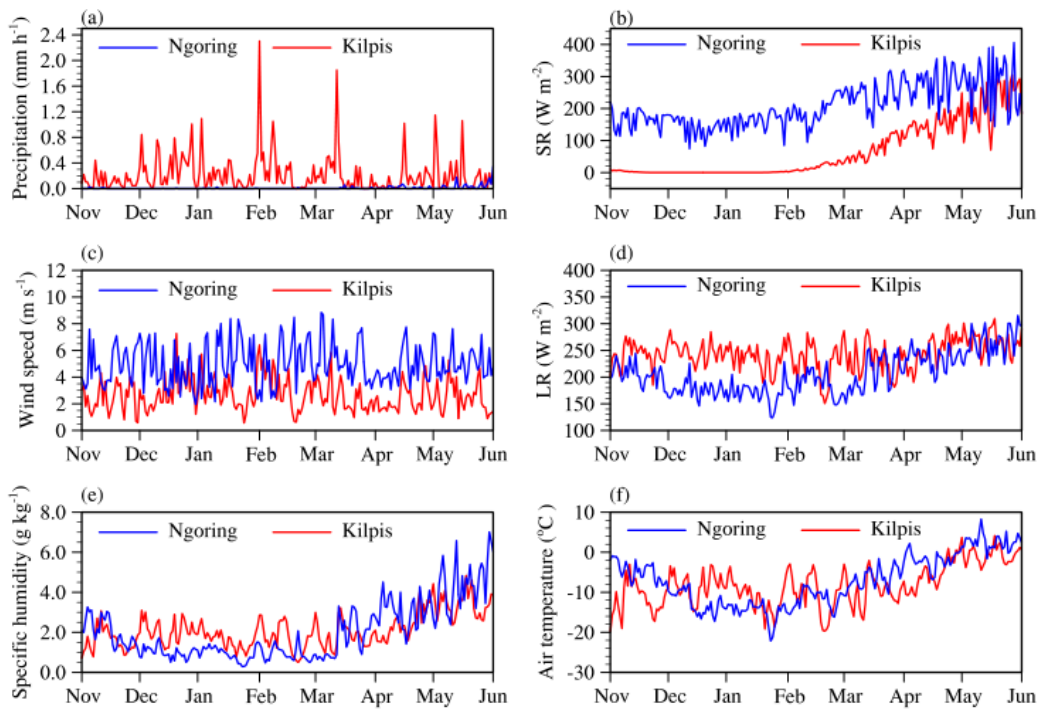 (a)
Precipitation (mm h-1)
2.4
2.0
1.6
1.2
0.8
0.4
0.0
Ngoring Kilpis
Nov Dec Jan Feb Mar Apr May Jun
(b)
SR (W m-2)
400
300
200
100
0
Ngoring Kilpis
Nov Dec Jan Feb Mar Apr May Jun
(c)
Wind speed (m s-1)
12
10
8
6
4
2
0
Ngoring Kilpis
Nov Dec Jan Feb Mar Apr May Jun
(d)
LR (W m-2)
400
350
300
250
200
150
100
Ngoring Kilpis
Nov Dec Jan Feb Mar Apr May Jun
(e)
Specific humidity (g kg-1)
8.0
6.0
4.0
2.0
0.0
Ngoring Kilpis
Nov Dec Jan Feb Mar Apr May Jun
(f)
Air temperature (°C)
10
0
-10
-20
-30
Ngoring Kilpis
Nov Dec Jan Feb Mar Apr May Jun